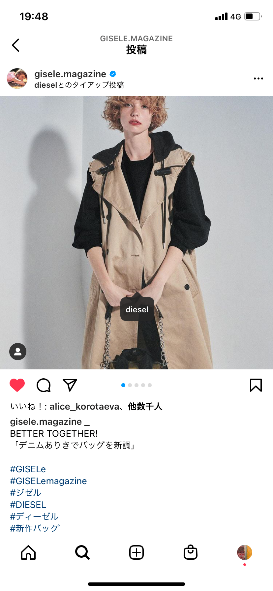 19:48
4G
GISELE.MAGAZINE
投稿
gisele.magazine
dieselとのタイアップ投稿
diesel
いいね！: alice_korotaeva、他数千人
gisele.magazine _
BETTER TOGETHER!
「デニムありきでバッグを新調」
#GISELe
#GISELemagazine
#ジゼル
#DIESEL
#ディーゼル
#新作バッグ